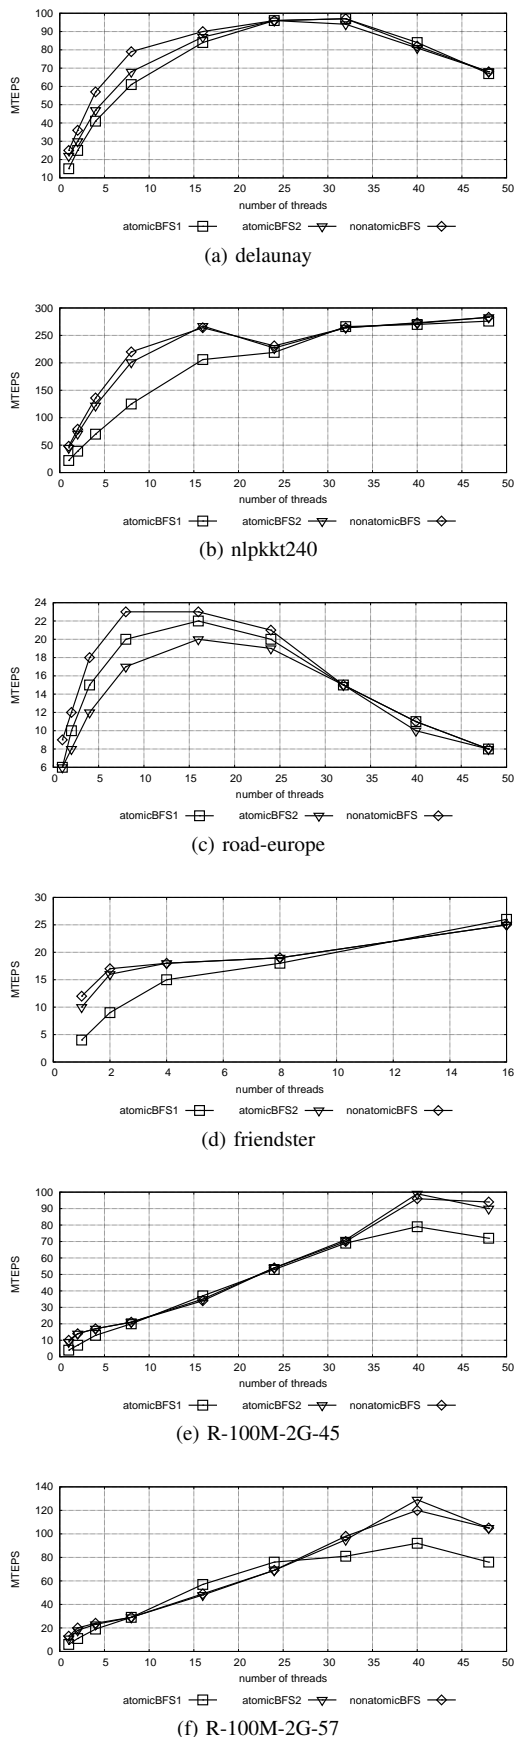 100
90
80
70
60
50
40
30
20
10
MTEPS
0 5 10 15 20 25 30 35 40 45 50
number of threads
atomicBFS1 atomicBFS2 nonatomicBFS
(a) delaunay
300
250
200
150
100
50
0
MTEPS
0 5 10 15 20 25 30 35 40 45 50
number of threads
atomicBFS1 atomicBFS2 nonatomicBFS
(b) nlpkkt240
24
22
20
18
16
14
12
10
8
6
MTEPS
0 5 10 15 20 25 30 35 40 45 50
number of threads
atomicBFS1 atomicBFS2 nonatomicBFS
(c) road-europe
30
25
20
15
10
5
0
MTEPS
0 2 4 6 8 10 12 14 16
number of threads
atomicBFS1 atomicBFS2 nonatomicBFS
(d) friendster
100
90
80
70
60
50
40
30
20
10
0
MTEPS
0 5 10 15 20 25 30 35 40 45 50
number of threads
atomicBFS1 atomicBFS2 nonatomicBFS
(e) R-100M-2G-45
140
120
100
80
60
40
20
0
MTEPS
0 5 10 15 20 25 30 35 40 45 50
number of threads
atomicBFS1 atomicBFS2 nonatomicBFS
(f) R-100M-2G-57